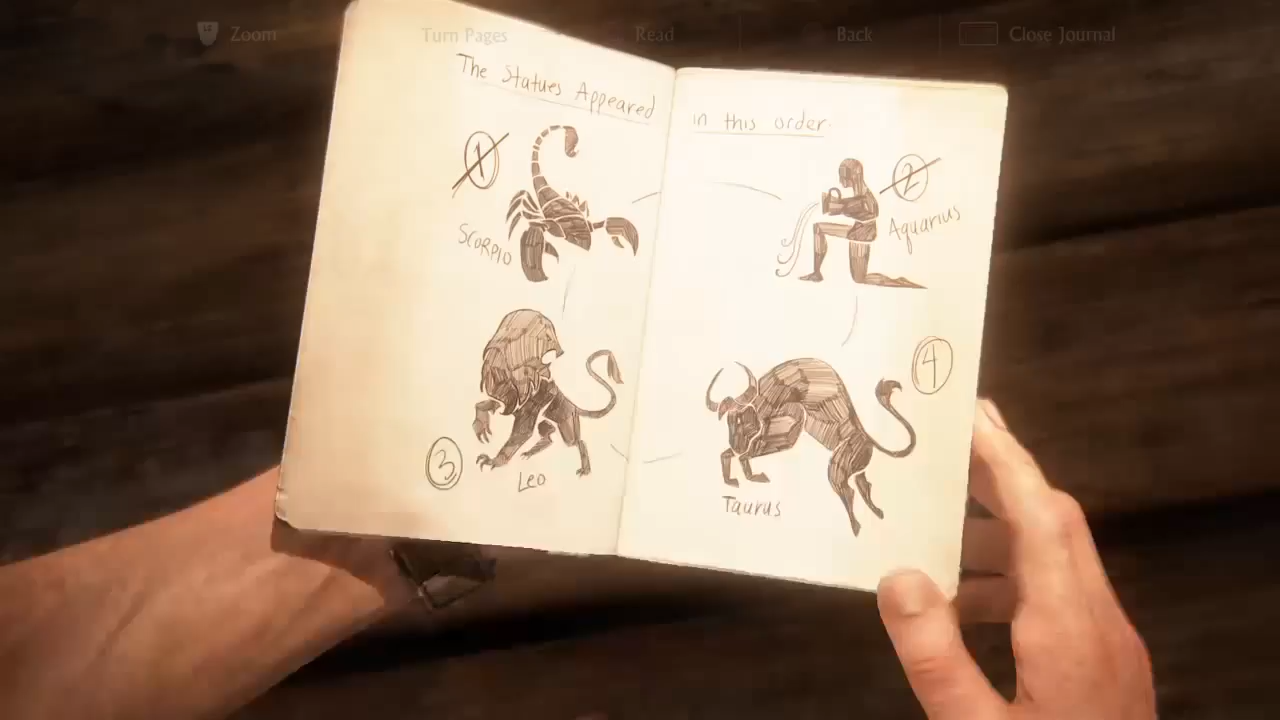 Zoom
Turn Pages
Read
Back
Close Journal
The Statues Appeared
in this order.
1
Scorpio
2
Aquarius
3
Leo
4
Taurus